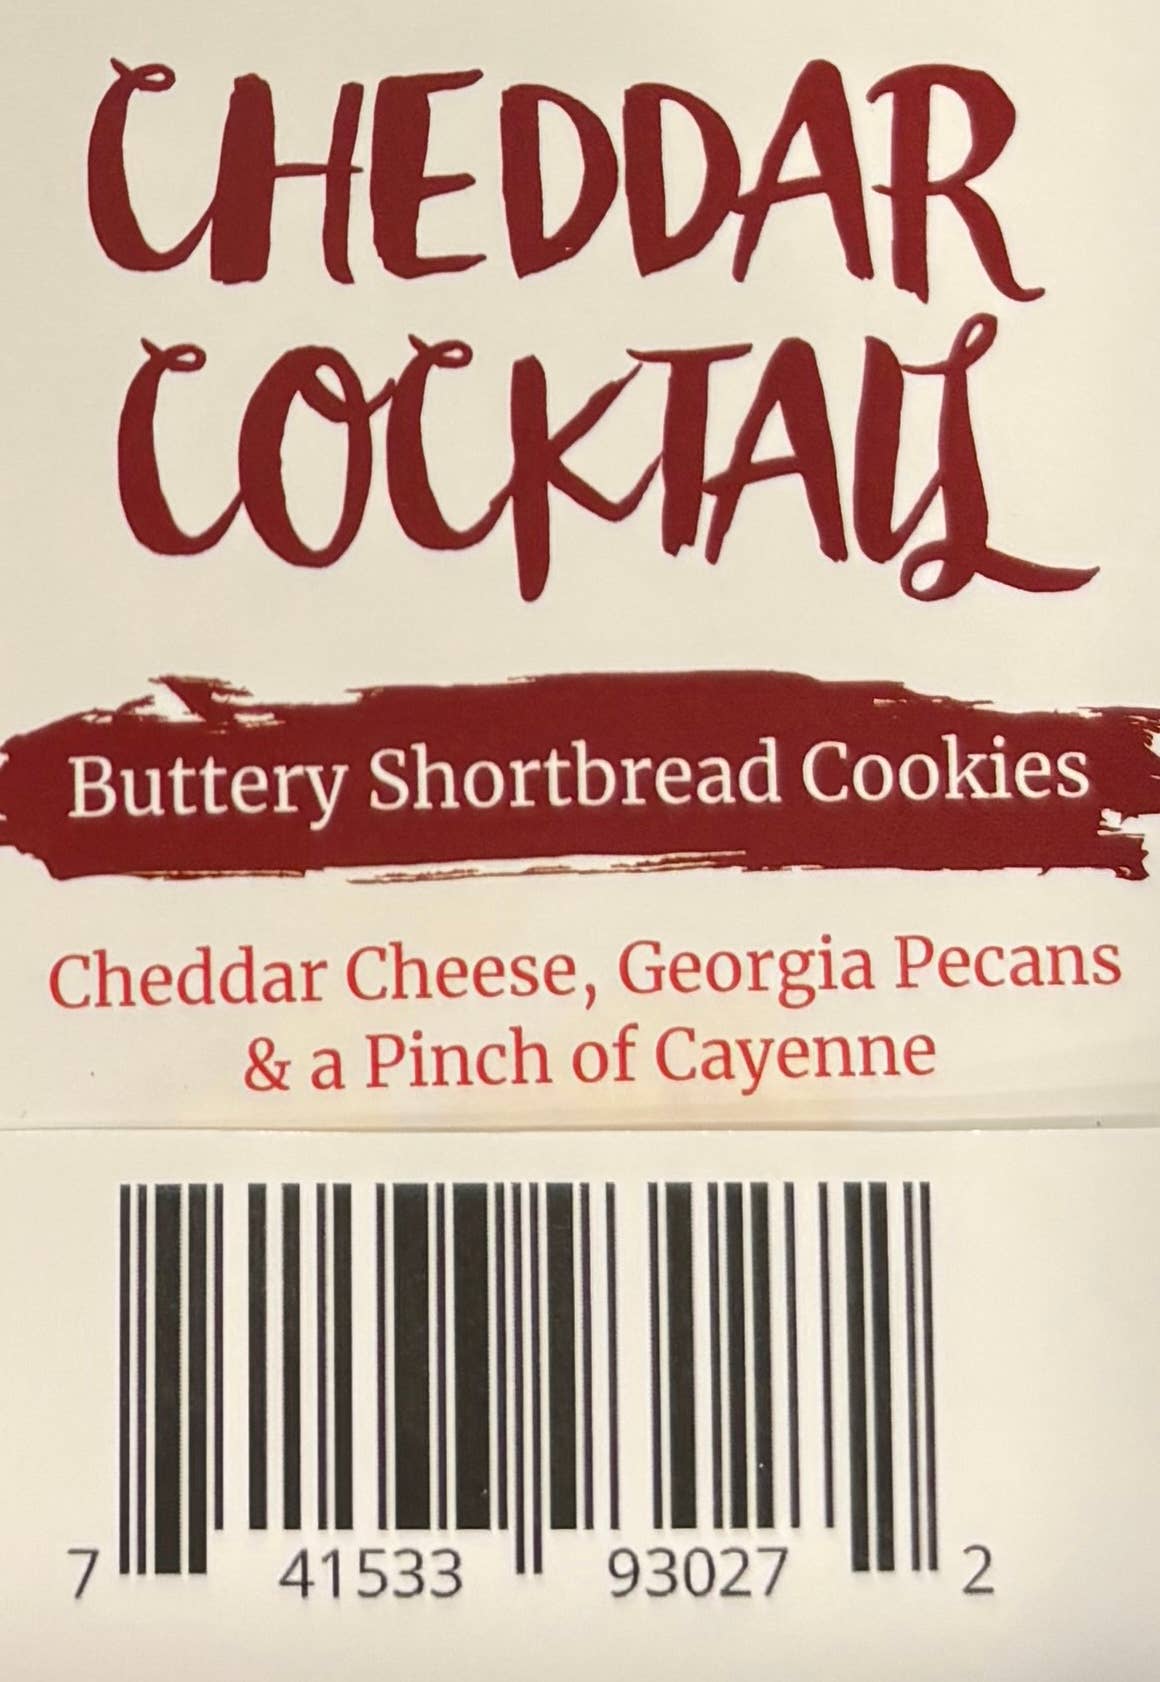 CHEDDAR
COCKTAIL
Buttery Shortbread Cookies
Cheddar Cheese, Georgia Pecans
& a Pinch of Cayenne
7 41533 93027 2